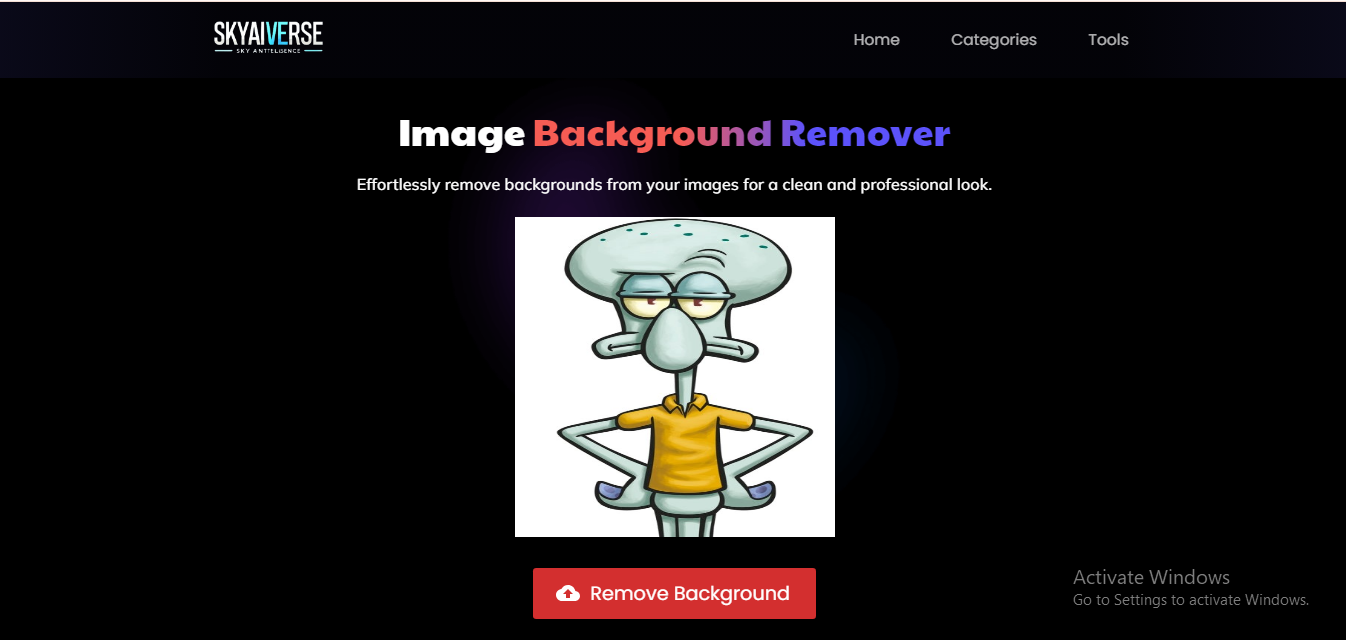 SKYAIVERSE
SKY ANTTELIGENCE
Home Categories Tools
Image Background Remover
Effortlessly remove backgrounds from your images for a clean and professional look.
Remove Background
Activate Windows
Go to Settings to activate Windows.